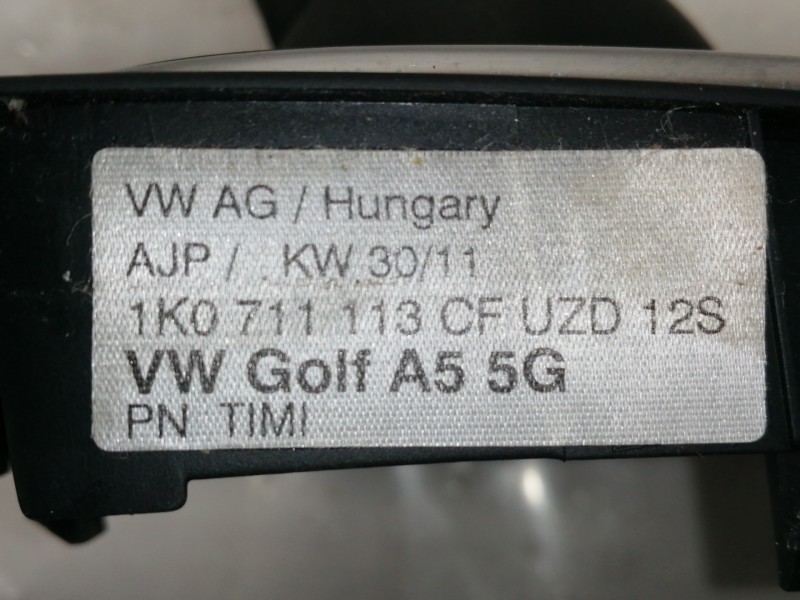 VW AG / Hungary
AJP / . KW 30/11
1K0 711 113 CF UZD 12S
VW Golf A5 5G
PN TIMI